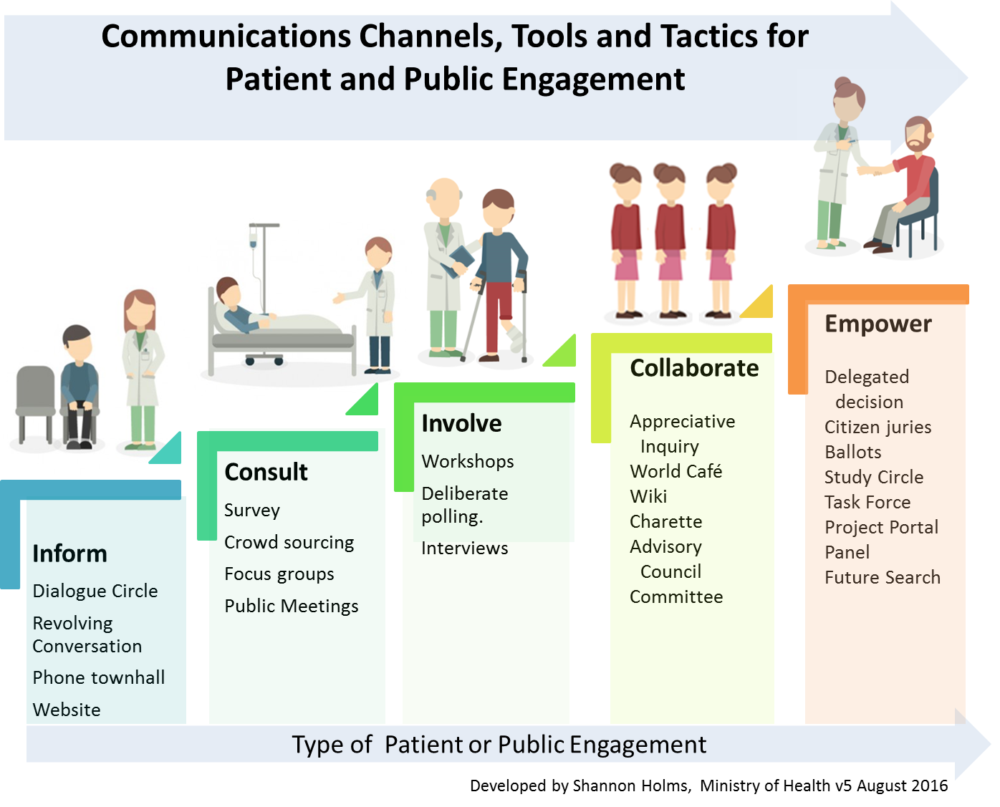 Communications Channels, Tools and Tactics for
Patient and Public Engagement
Inform
Dialogue Circle
Revolving
Conversation
Phone townhall
Website
Consult
Survey
Crowd sourcing
Focus groups
Public Meetings
Involve
Workshops
Deliberate
polling.
Interviews
Collaborate
Appreciative
Inquiry
World Café
Wiki
Charette
Advisory
Council
Committee
Empower
Delegated
decision
Citizen juries
Ballots
Study Circle
Task Force
Project Portal
Panel
Future Search
Type of  Patient or Public Engagement
Developed by Shannon Holms,  Ministry of Health v5 August 2016